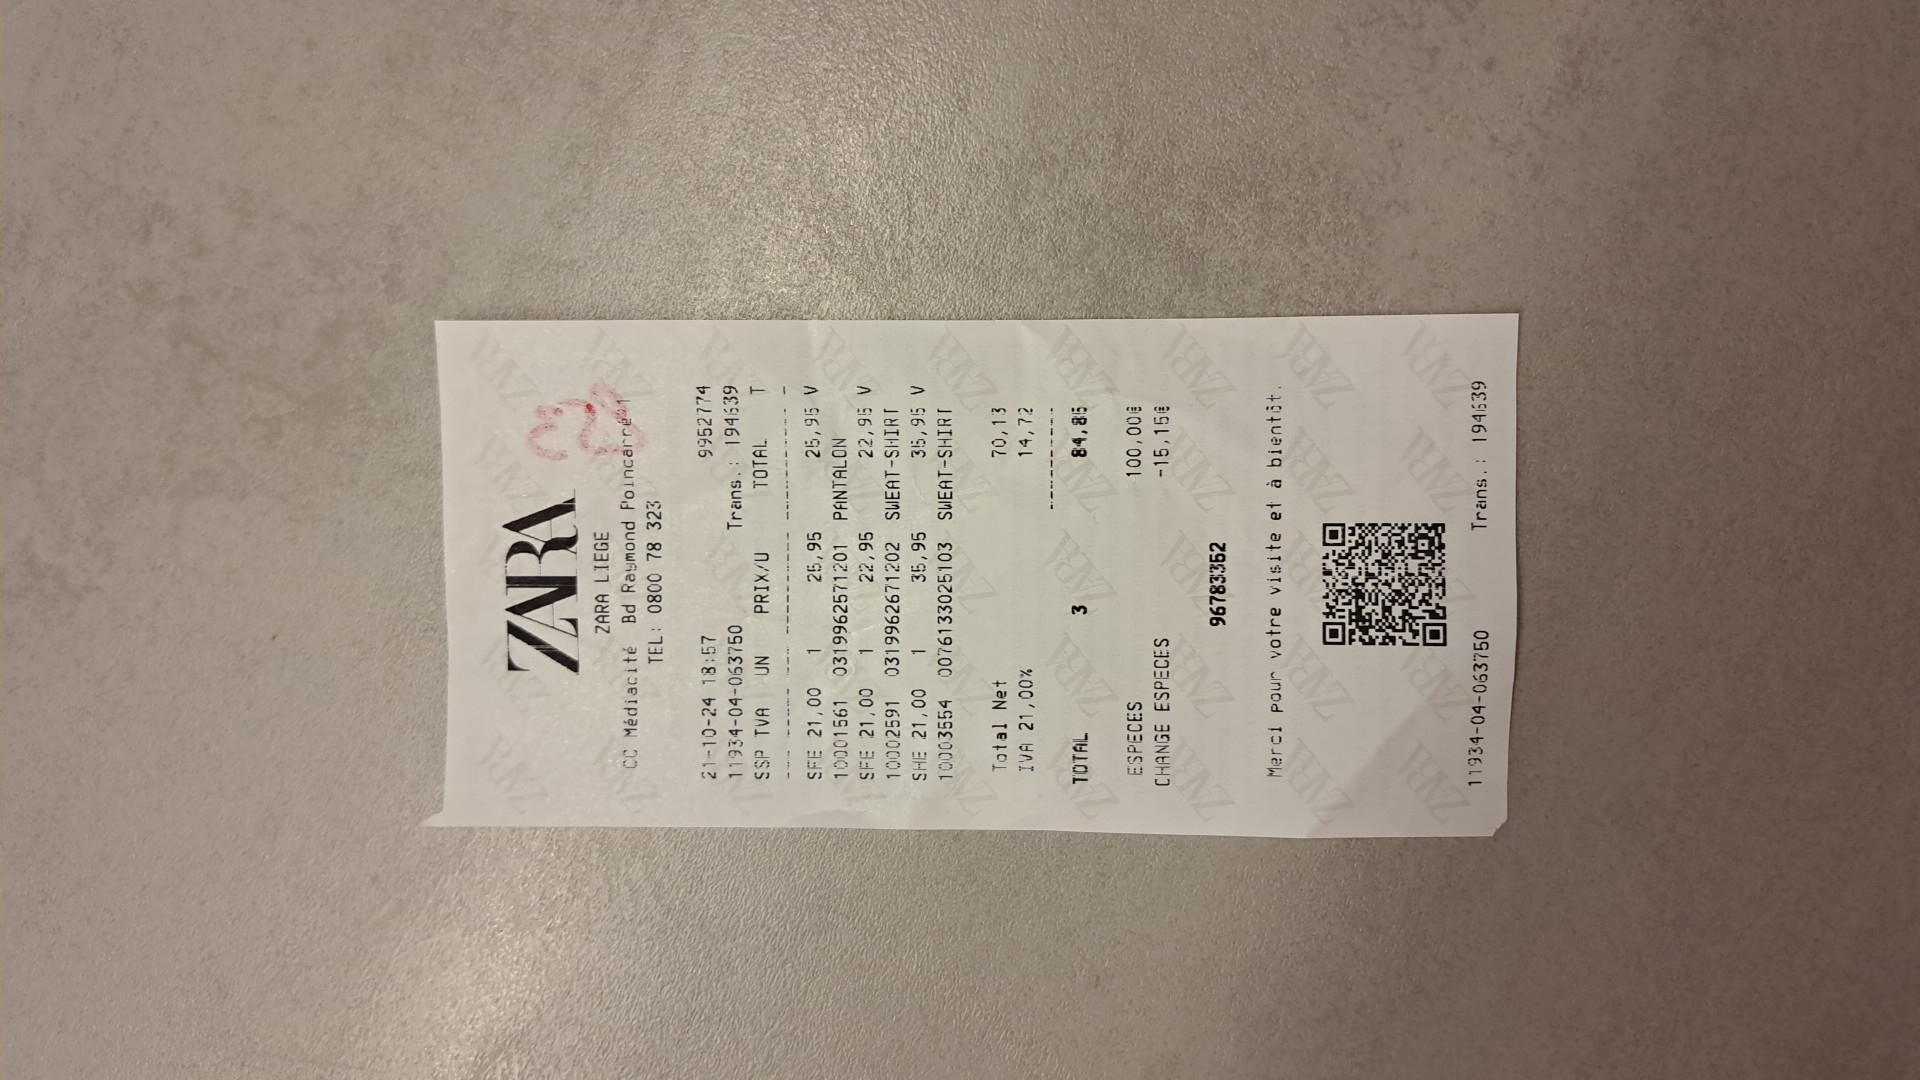 ZARA
ZARA LIEGE
CC Médiacité Bd Raymond Poincarré 1
TEL: 0800 78 323
21-10-24 18:57 9952774
11934-04-063750 Trans.: 194639
SSP TVA UN PRIX/U TOTAL T
SFE 21,00 1 25,95 25,95 V
10001561 0319962571201 PANTALON
SFE 21,00 1 22,95 22,95 V
10002591 0319962671202 SWEAT-SHIRT
SHE 21,00 1 35,95 35,95 V
10003554 0076133025103 SWEAT-SHIRT
Total Net 70,13
IVA 21,00% 14,72
TOTAL 3 84,85
ESPECES 100,00€
CHANGE ESPECES -15,15€
96783352
Merci pour votre visite et à bientôt.
11934-04-063750 Trans.: 194639